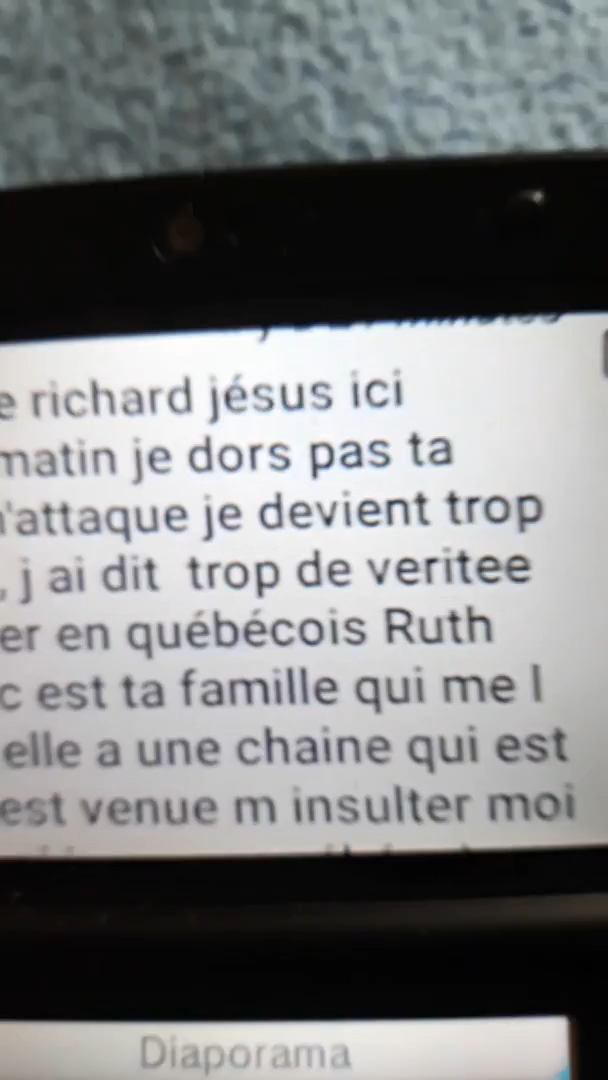 e richard jésus ici
matin je dors pas ta
'attaque je devient trop
, j ai dit trop de veritee
er en québécois Ruth
c est ta famille qui me l
elle a une chaine qui est
est venue m insulter moi
Diaporama